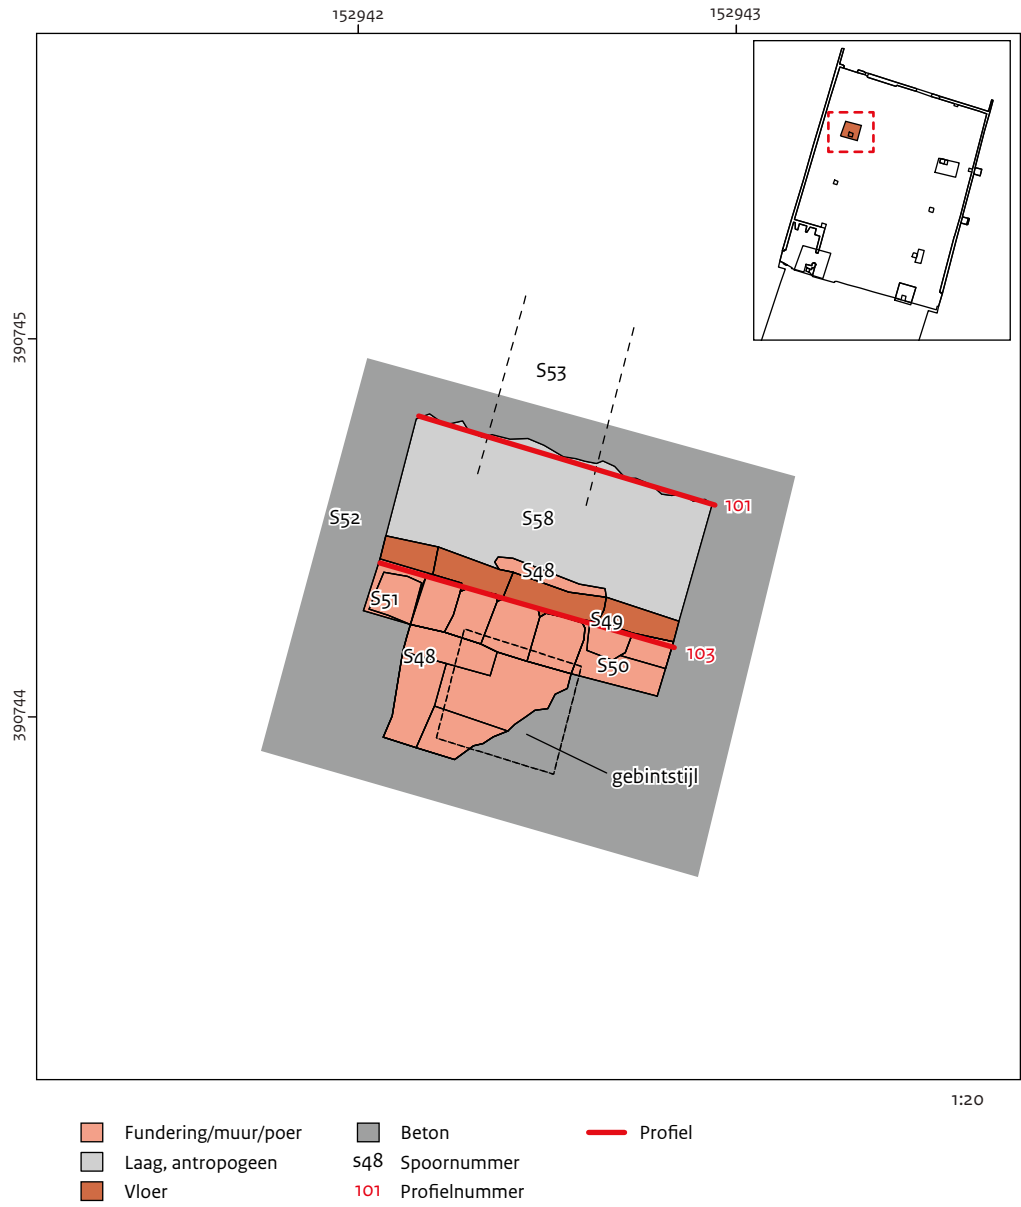 152942
152943
390745
S53
101
S52
S58
S48
S51
S49
103
S48
S50
390744
gebintstijl
1:20
Fundering/muur/poer
Beton
Profiel
Laag, antropogeen
S48
Spoornummer
Vloer
101
Profielnummer